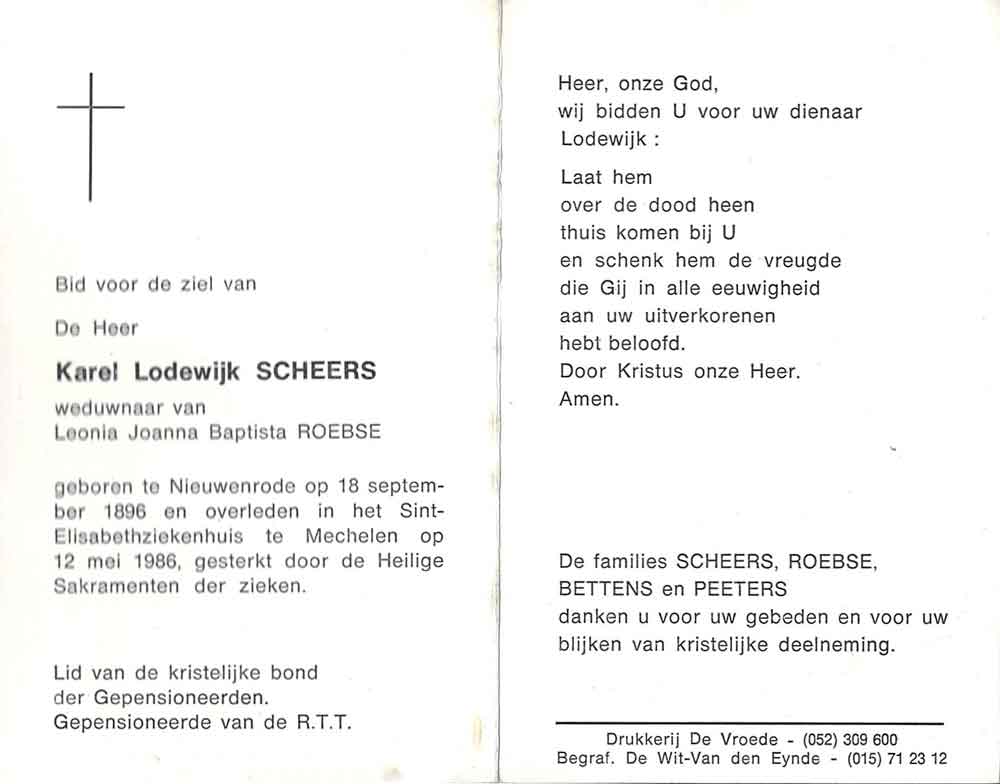 Bid voor de ziel van
De Heer
Karel Lodewijk SCHEERS
weduwnaar van
Leonia Joanna Baptista ROEBSE
geboren te Nieuwenrode op 18 septem-
ber 1896 en overleden in het Sint-
Elisabethziekenhuis te Mechelen op
12 mei 1986, gesterkt door de Heilige
Sakramenten der zieken.
Lid van de kristelijke bond
der Gepensioneerden.
Gepensioneerde van de R.T.T.
Heer, onze God,
wij bidden U voor uw dienaar
Lodewijk :
Laat hem
over de dood heen
thuis komen bij U
en schenk hem de vreugde
die Gij in alle eeuwigheid
aan uw uitverkorenen
hebt beloofd.
Door Kristus onze Heer.
Amen.
De families SCHEERS, ROEBSE,
BETTENS en PEETERS
danken u voor uw gebeden en voor uw
blijken van kristelijke deelneming.
Drukkerij De Vroede - (052) 309 600
Begraf. De Wit-Van den Eynde - (015) 71 23 12